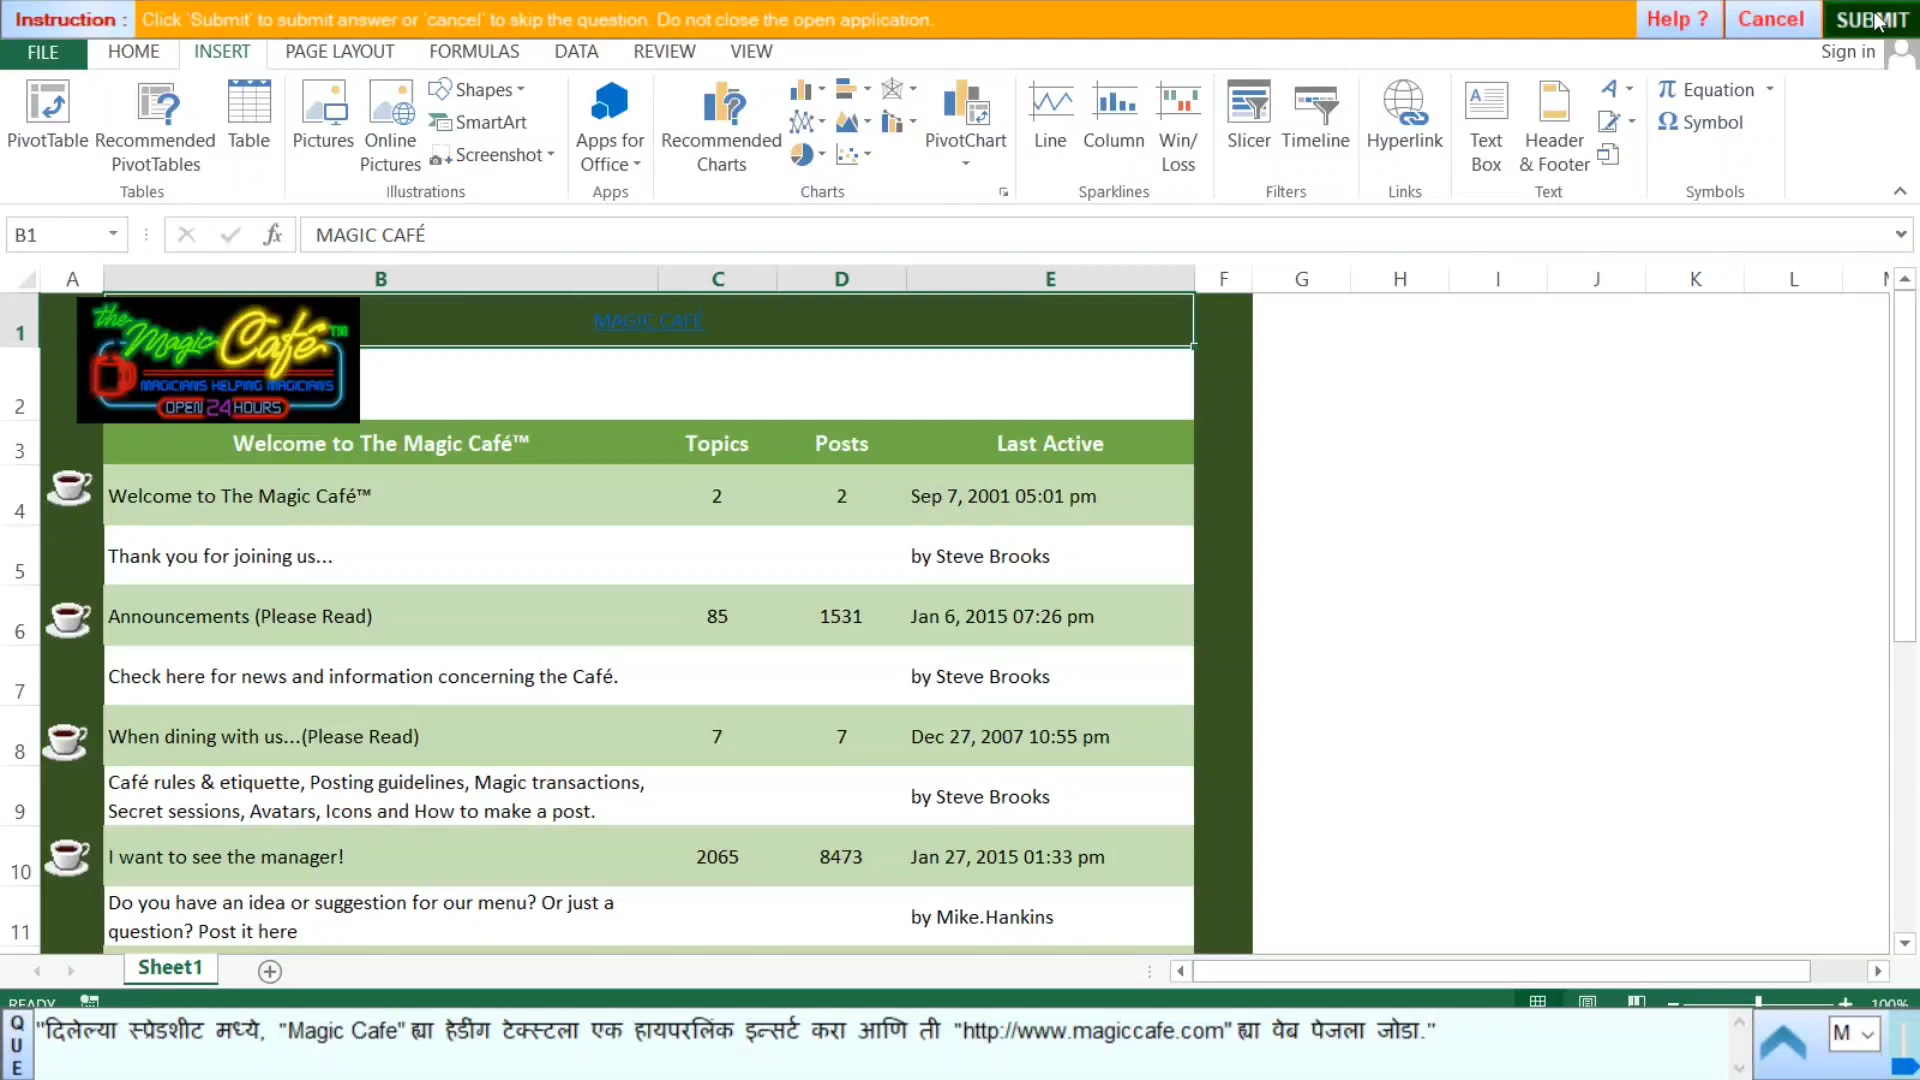 Instruction : Click 'Submit' to submit answer or 'cancel' to skip the question. Do not close the open application. Help ? Cancel SUBMIT
FILE HOME INSERT PAGE LAYOUT FORMULAS DATA REVIEW VIEW Sign in
PivotTable Recommended PivotTables Table Pictures Online Pictures Shapes SmartArt Screenshot Apps for Office Recommended Charts PivotChart Line Column Win/ Loss Slicer Timeline Hyperlink Text Box Header & Footer Equation Symbol
Tables Illustrations Apps Charts Sparklines Filters Links Text Symbols
B1 fx MAGIC CAFÉ
A B C D E F G H I J K L
1 MAGIC CAFÉ
the Magic Café™
MAGICIANS HELPING MAGICIANS
OPEN 24 HOURS
2
3 Welcome to The Magic Café™ Topics Posts Last Active
4 Welcome to The Magic Café™ 2 2 Sep 7, 2001 05:01 pm
5 Thank you for joining us... by Steve Brooks
6 Announcements (Please Read) 85 1531 Jan 6, 2015 07:26 pm
7 Check here for news and information concerning the Café. by Steve Brooks
8 When dining with us...(Please Read) 7 7 Dec 27, 2007 10:55 pm
9 Café rules & etiquette, Posting guidelines, Magic transactions, by Steve Brooks
Secret sessions, Avatars, Icons and How to make a post.
10 I want to see the manager! 2065 8473 Jan 27, 2015 01:33 pm
11 Do you have an idea or suggestion for our menu? Or just a by Mike.Hankins
question? Post it here
Sheet1
READY 100%
QUE "दिलेल्या स्प्रेडशीट मध्ये, "Magic Cafe" ह्या हेडींग टेक्स्टला एक हायपरलिंक इन्सर्ट करा आणि ती "http://www.magiccafe.com" ह्या वेब पेजला जोडा." M